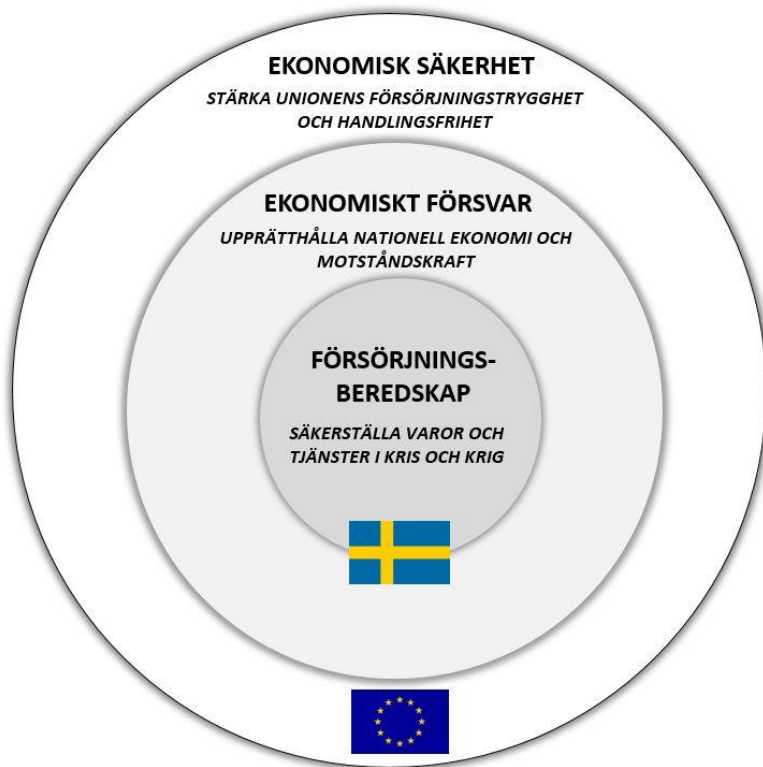 EKONOMISK SÄKERHET
STÄRKA UNIONENS FÖRSÖRJNINGSTRYGGHET
OCH HANDLINGSFRIHET
EKONOMISKT FÖRSVAR
UPPRÄTTHÅLLA NATIONELL EKONOMI OCH
MOTSTÅNDSKRAFT
FÖRSÖRJNINGS-
BEREDSKAP
SÄKERSTÄLLA VAROR OCH
TJÄNSTER I KRIS OCH KRIG